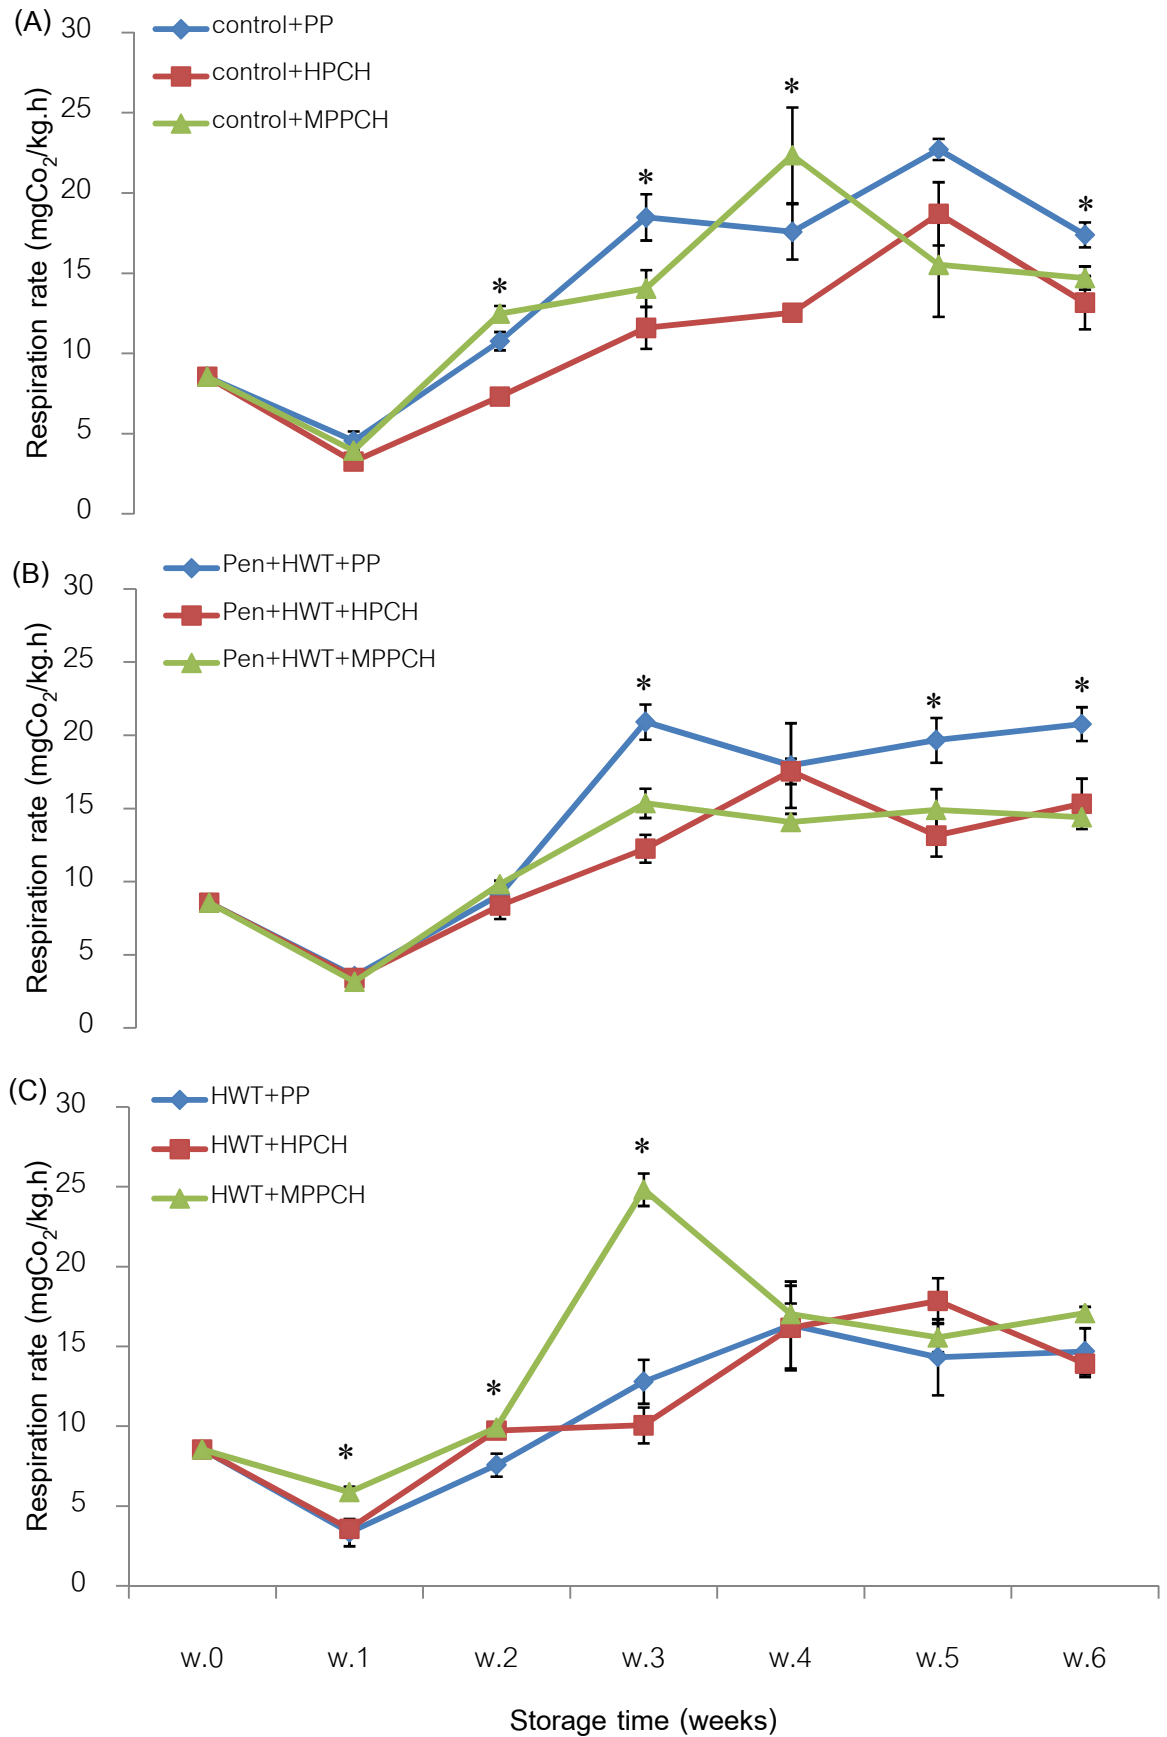 (A)
30
25
20
15
10
5
0
Respiration rate (mgCo2/kg.h)
control+PP
control+HPCH
control+MPPCH
*
*
*
*
(B)
30
25
20
15
10
5
0
Respiration rate (mgCo2/kg.h)
Pen+HWT+PP
Pen+HWT+HPCH
Pen+HWT+MPPCH
*
*
*
(C)
30
25
20
15
10
5
0
Respiration rate (mgCo2/kg.h)
HWT+PP
HWT+HPCH
HWT+MPPCH
*
*
*
w.0 w.1 w.2 w.3 w.4 w.5 w.6
Storage time (weeks)